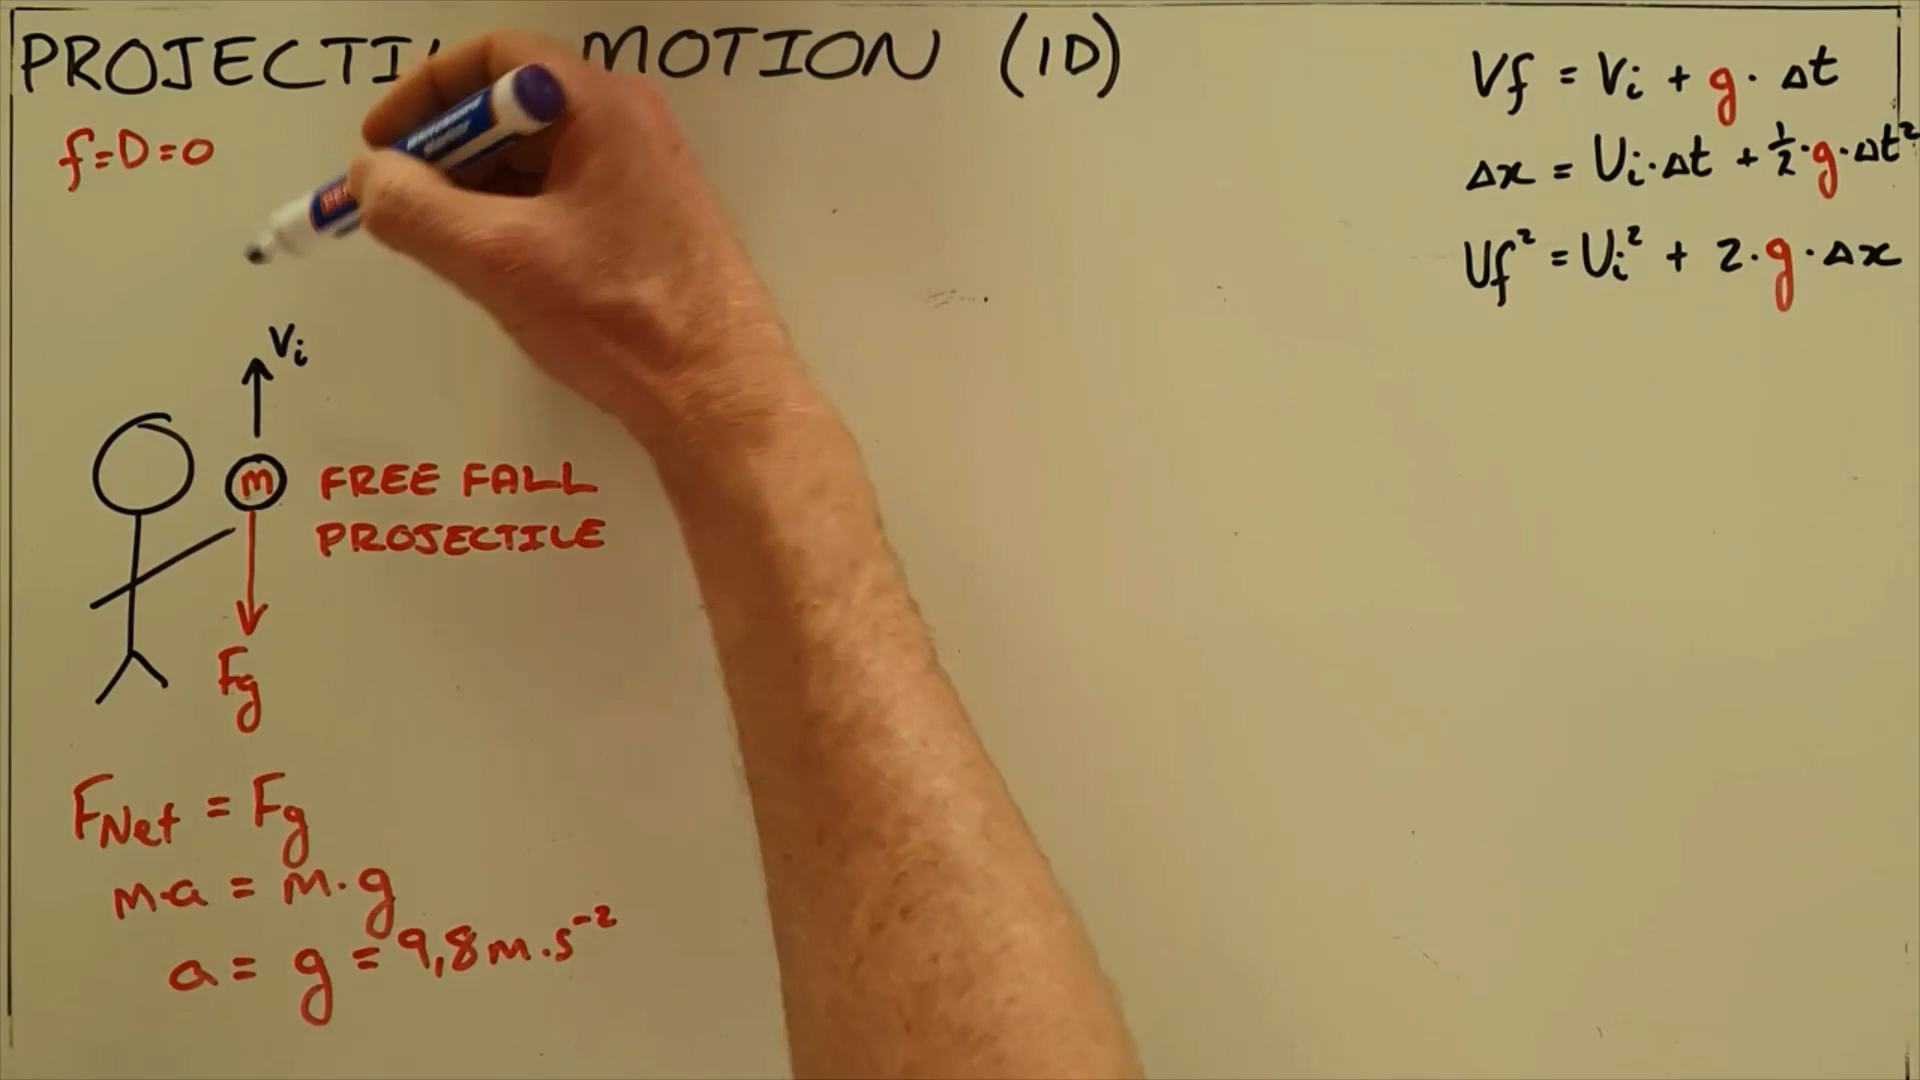 PROJECTI MOTION (1D)
f=D=0
Vf = Vi + g · Δt
Δx = Vi·Δt + ½·g·Δt²
Vf² = Vi² + 2·g·Δx
Vi
m
FREE FALL
PROJECTILE
Fg
FNet = Fg
m·a = m·g
a = g = 9,8m.s⁻²